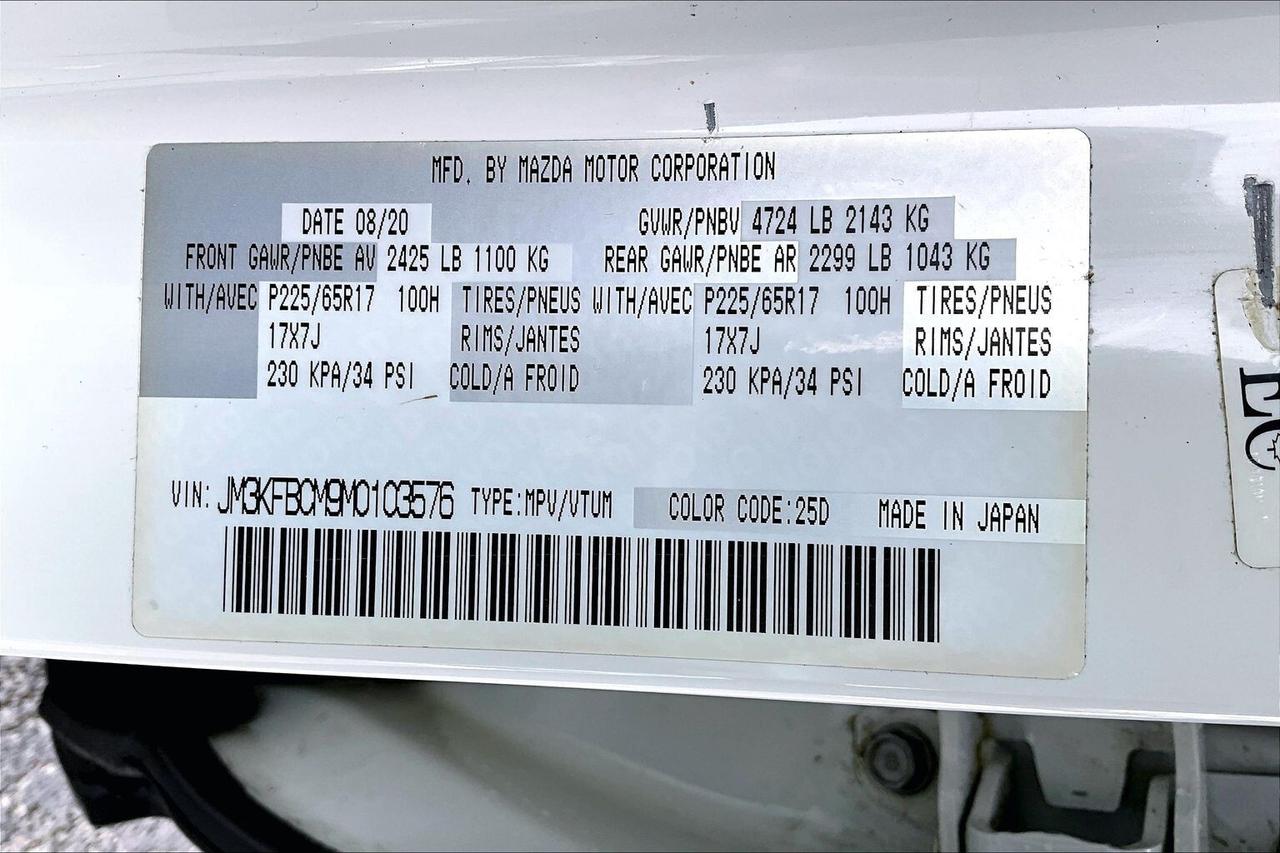 MFD. BY MAZDA MOTOR CORPORATION
DATE 08/20 GVWR/PNBV 4724 LB 2143 KG
FRONT GAWR/PNBE AV 2425 LB 1100 KG REAR GAWR/PNBE AR 2299 LB 1043 KG
WITH/AVEC P225/65R17 100H TIRES/PNEUS WITH/AVEC P225/65R17 100H TIRES/PNEUS
17X7J RIMS/JANTES 17X7J RIMS/JANTES
230 KPA/34 PSI COLD/A FROID 230 KPA/34 PSI COLD/A FROID
VIN: JM3KFBCM9M0103576 TYPE:MPV/VTUM COLOR CODE:25D MADE IN JAPAN